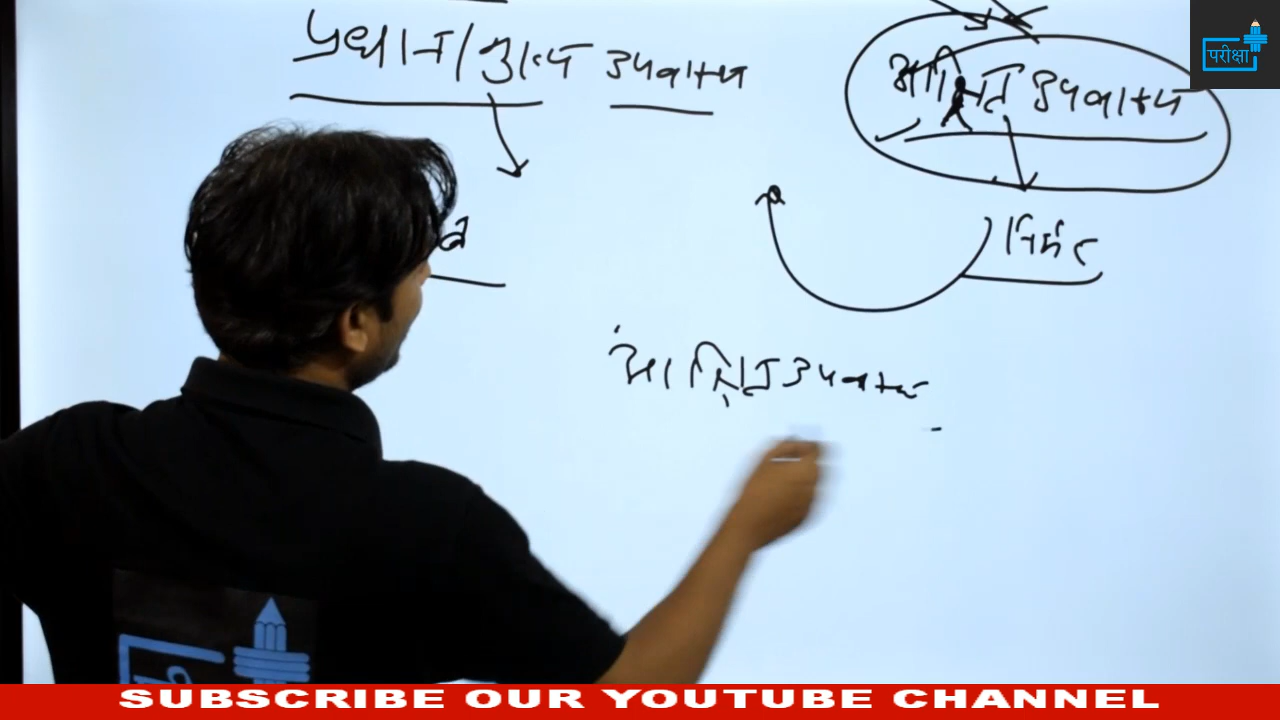 प्रधान/मुख्य उपवाक्य
आश्रित उपवाक्य
परीक्षा
निर्भर
आश्रित उपवाक्य
SUBSCRIBE OUR YOUTUBE CHANNEL